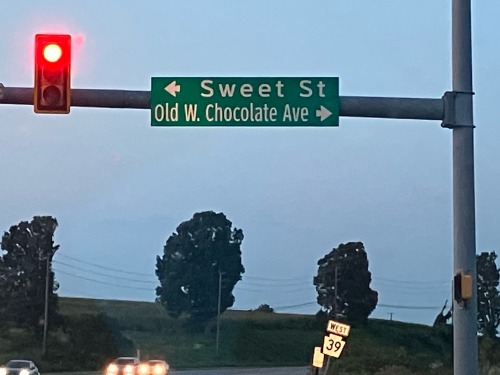 Sweet St
Old W. Chocolate Ave
WEST
39